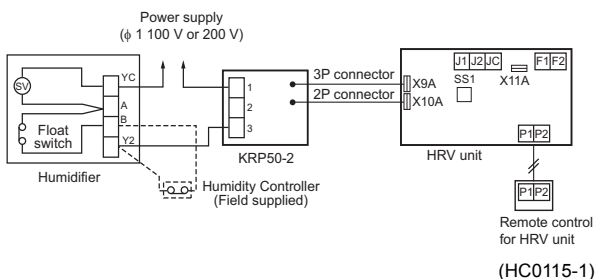 Power supply
(ϕ 1 100 V or 200 V)
YC
SV
A
B
Float
switch
Y2
Humidifier
1
2
3
KRP50-2
Humidity Controller
(Field supplied)
3P connector
2P connector
X9A
X10A
J1 J2 JC
SS1
X11A
F1 F2
P1 P2
HRV unit
P1 P2
Remote control
for HRV unit
(HC0115-1)